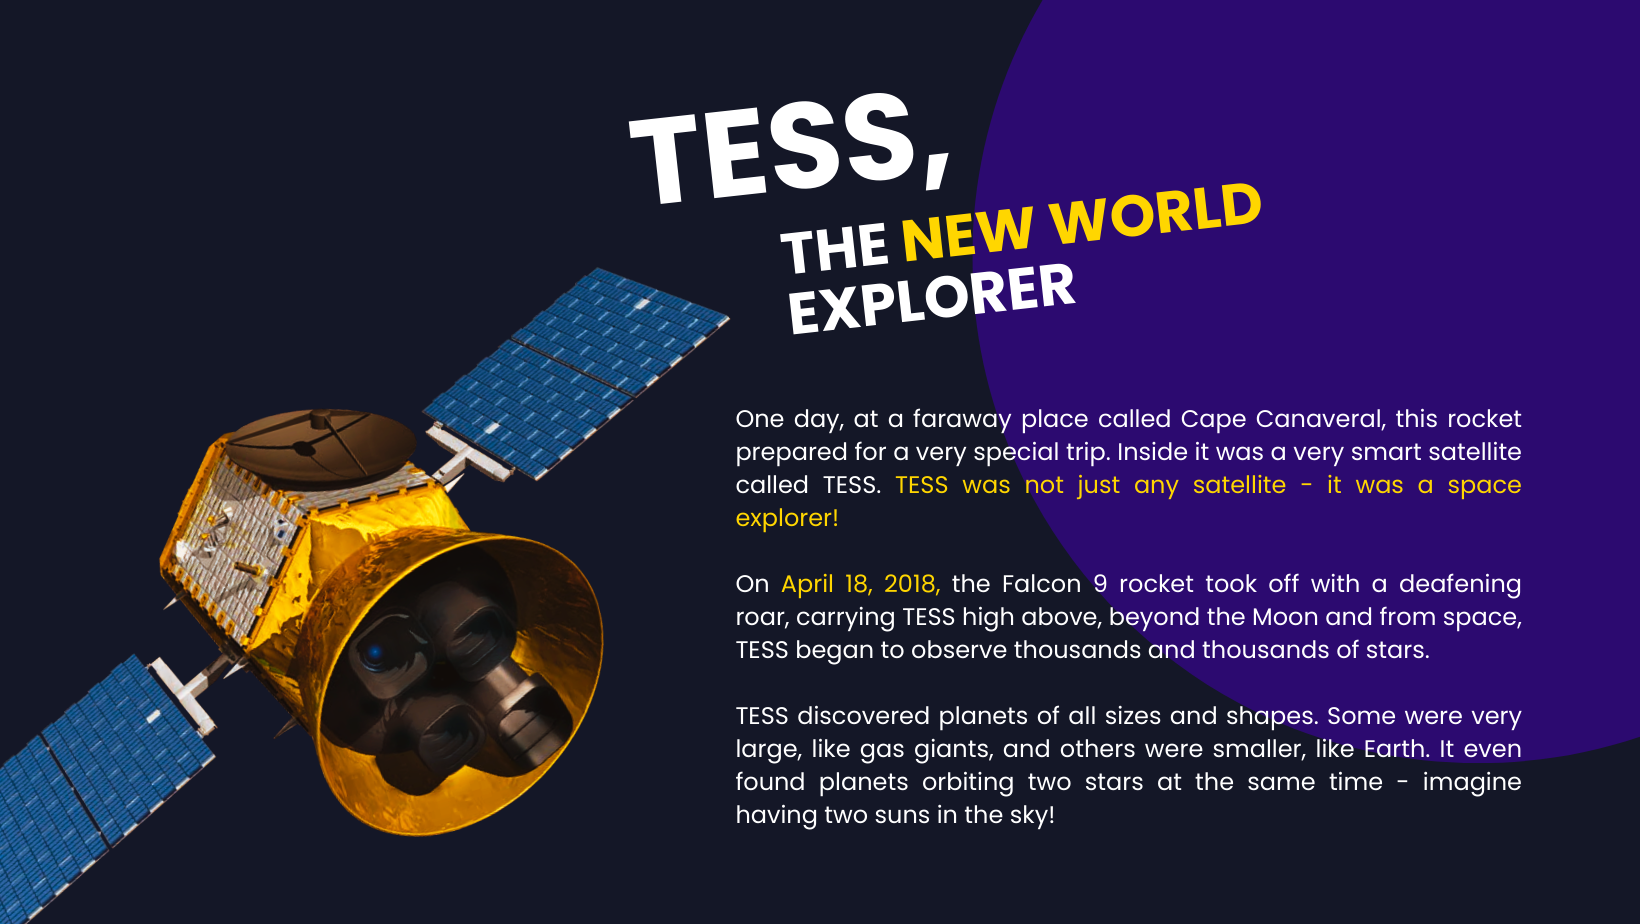 TESS,
THE NEW WORLD
EXPLORER
One day, at a faraway place called Cape Canaveral, this rocket
prepared for a very special trip. Inside it was a very smart satellite
called TESS. TESS was not just any satellite - it was a space
explorer!
On April 18, 2018, the Falcon 9 rocket took off with a deafening
roar, carrying TESS high above, beyond the Moon and from space,
TESS began to observe thousands and thousands of stars.
TESS discovered planets of all sizes and shapes. Some were very
large, like gas giants, and others were smaller, like Earth. It even
found planets orbiting two stars at the same time - imagine
having two suns in the sky!